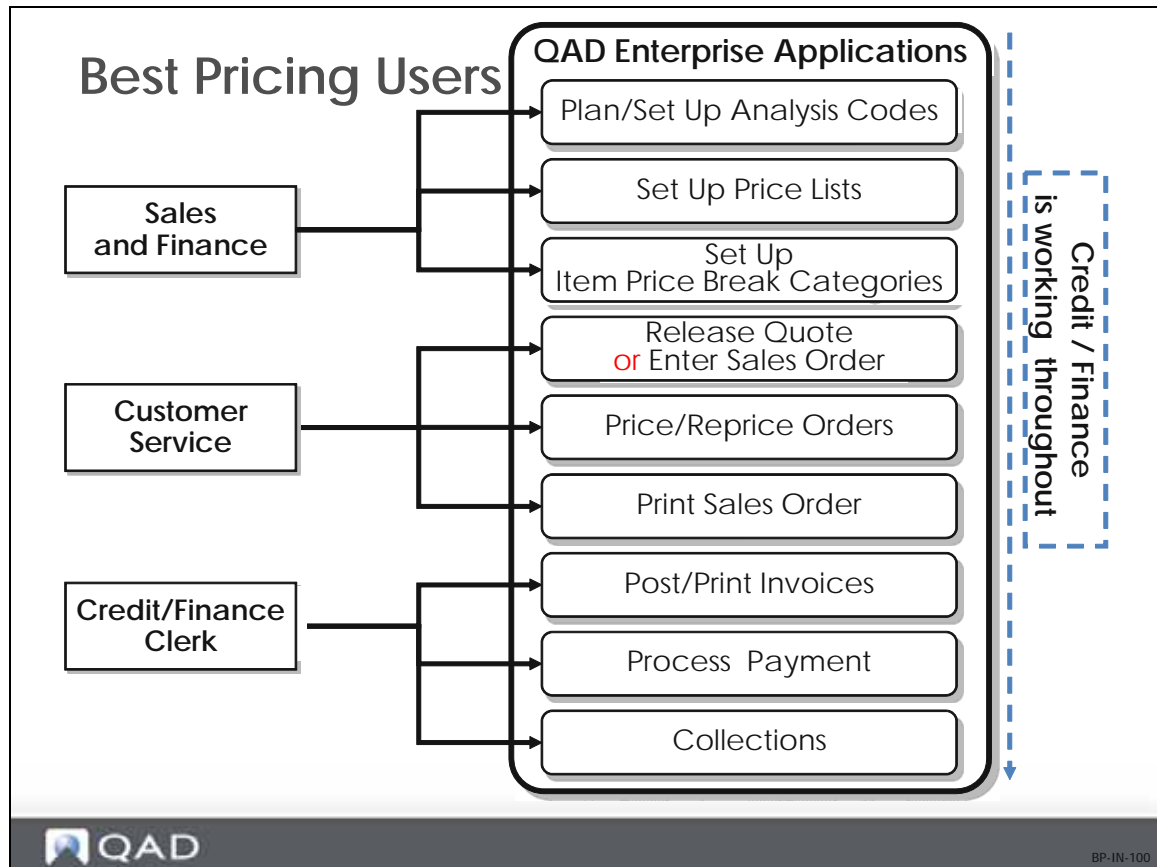 Best Pricing Users
QAD Enterprise Applications
Plan/Set Up Analysis Codes
Set Up Price Lists
Set Up
Item Price Break Categories
Release Quote
or Enter Sales Order
Price/Reprice Orders
Print Sales Order
Post/Print Invoices
Process Payment
Collections
Sales
and Finance
Customer
Service
Credit/Finance
Clerk
Credit / Finance
is working throughout
QAD
BP-IN-100